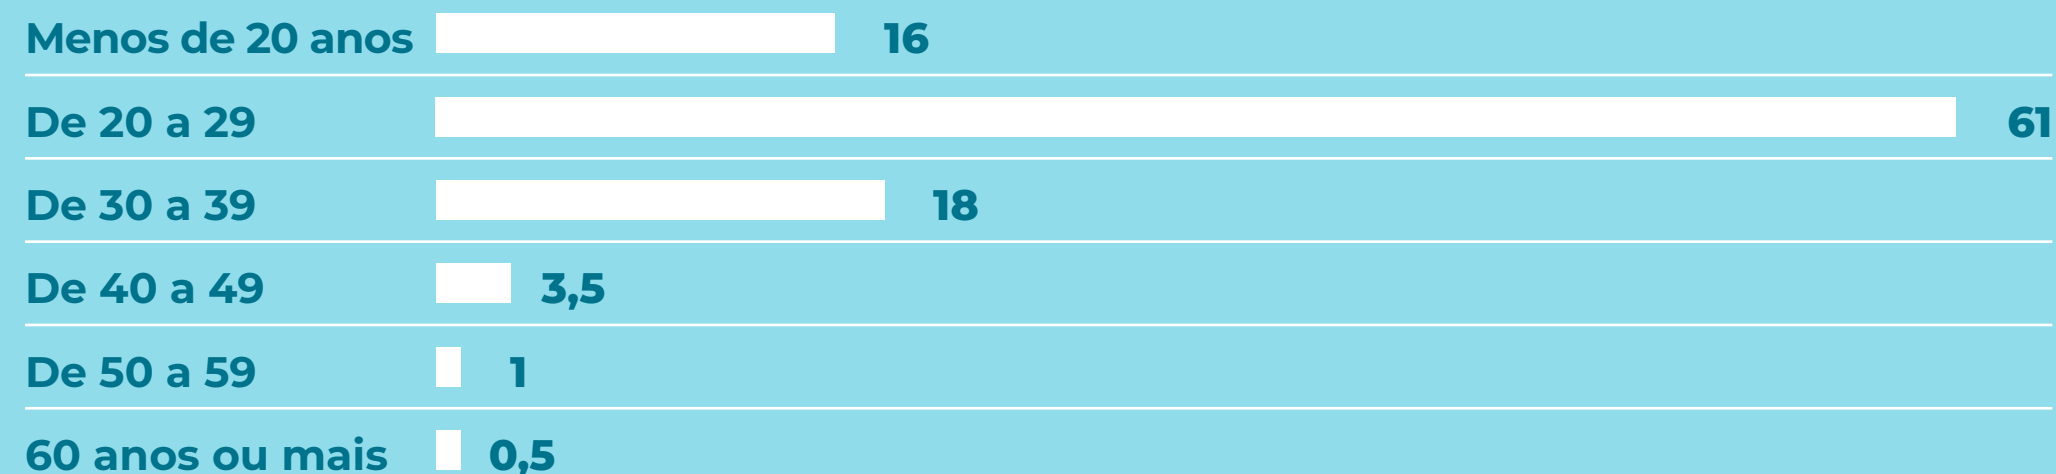 Menos de 20 anos 16
De 20 a 29 61
De 30 a 39 18
De 40 a 49 3,5
De 50 a 59 1
60 anos ou mais 0,5